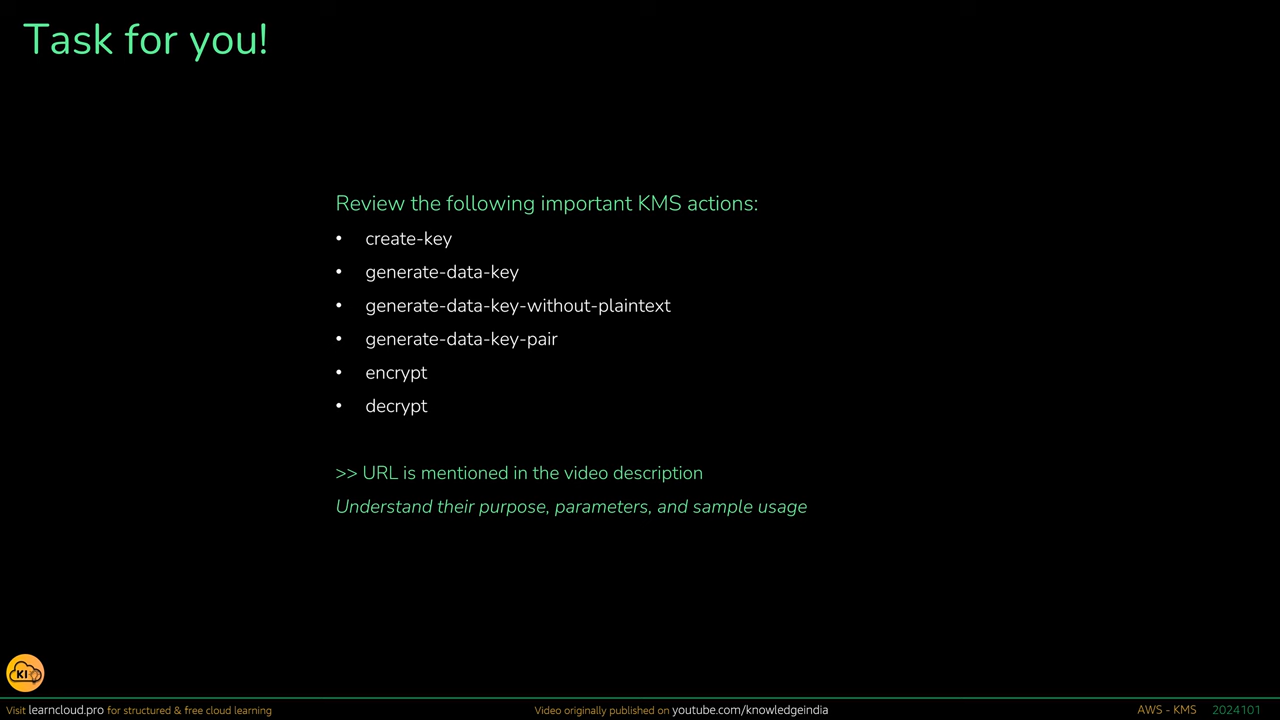 Task for you!
Review the following important KMS actions:
• create-key
• generate-data-key
• generate-data-key-without-plaintext
• generate-data-key-pair
• encrypt
• decrypt
>> URL is mentioned in the video description
Understand their purpose, parameters, and sample usage
KI
Visit learncloud.pro for structured & free cloud learning
Video originally published on youtube.com/knowledgeindia
AWS - KMS 2024101